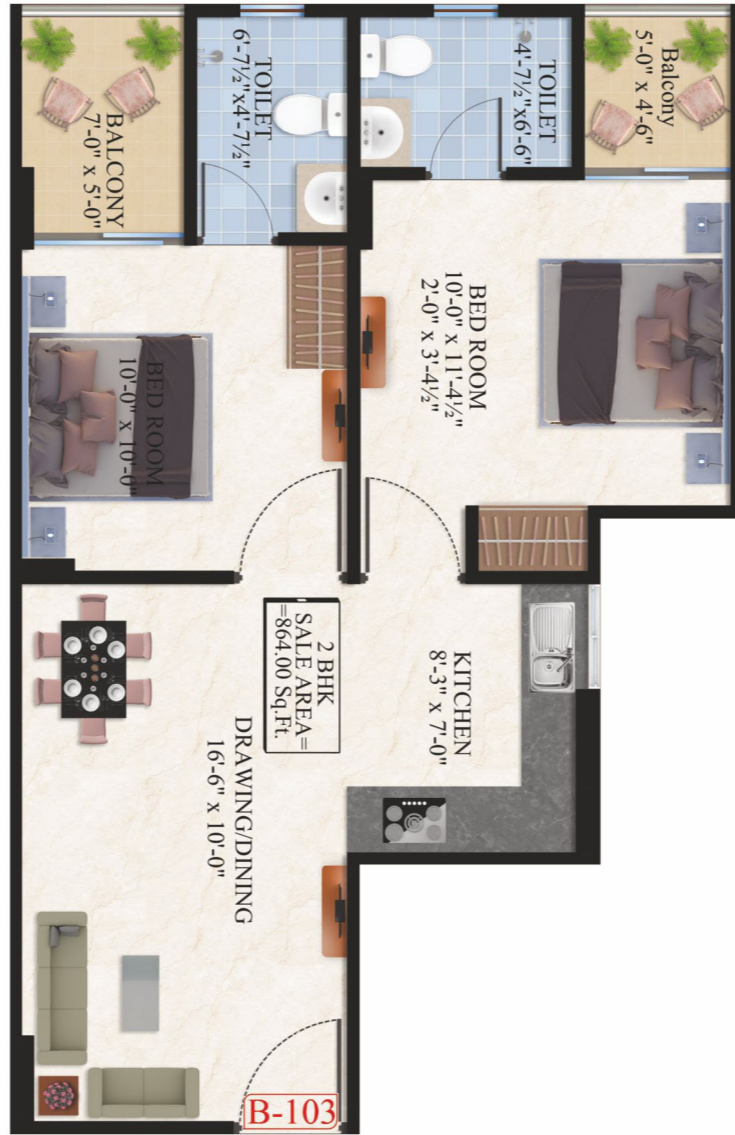 Balcony
5'-0" x 4'-6"
TOILET
4'-7½"x6'-6"
TOILET
6'-7½"x4'-7½"
BALCONY
7'-0" x 5'-0"
BED ROOM
10'-0" x 11'-4½"
2'-0" x 3'-4½"
BED ROOM
10'-0" x 10'-0"
KITCHEN
8'-3" x 7'-0"
2 BHK
SALE AREA=
=864.00 Sq.Ft.
DRAWING/DINING
16'-6" x 10'-0"
B-103